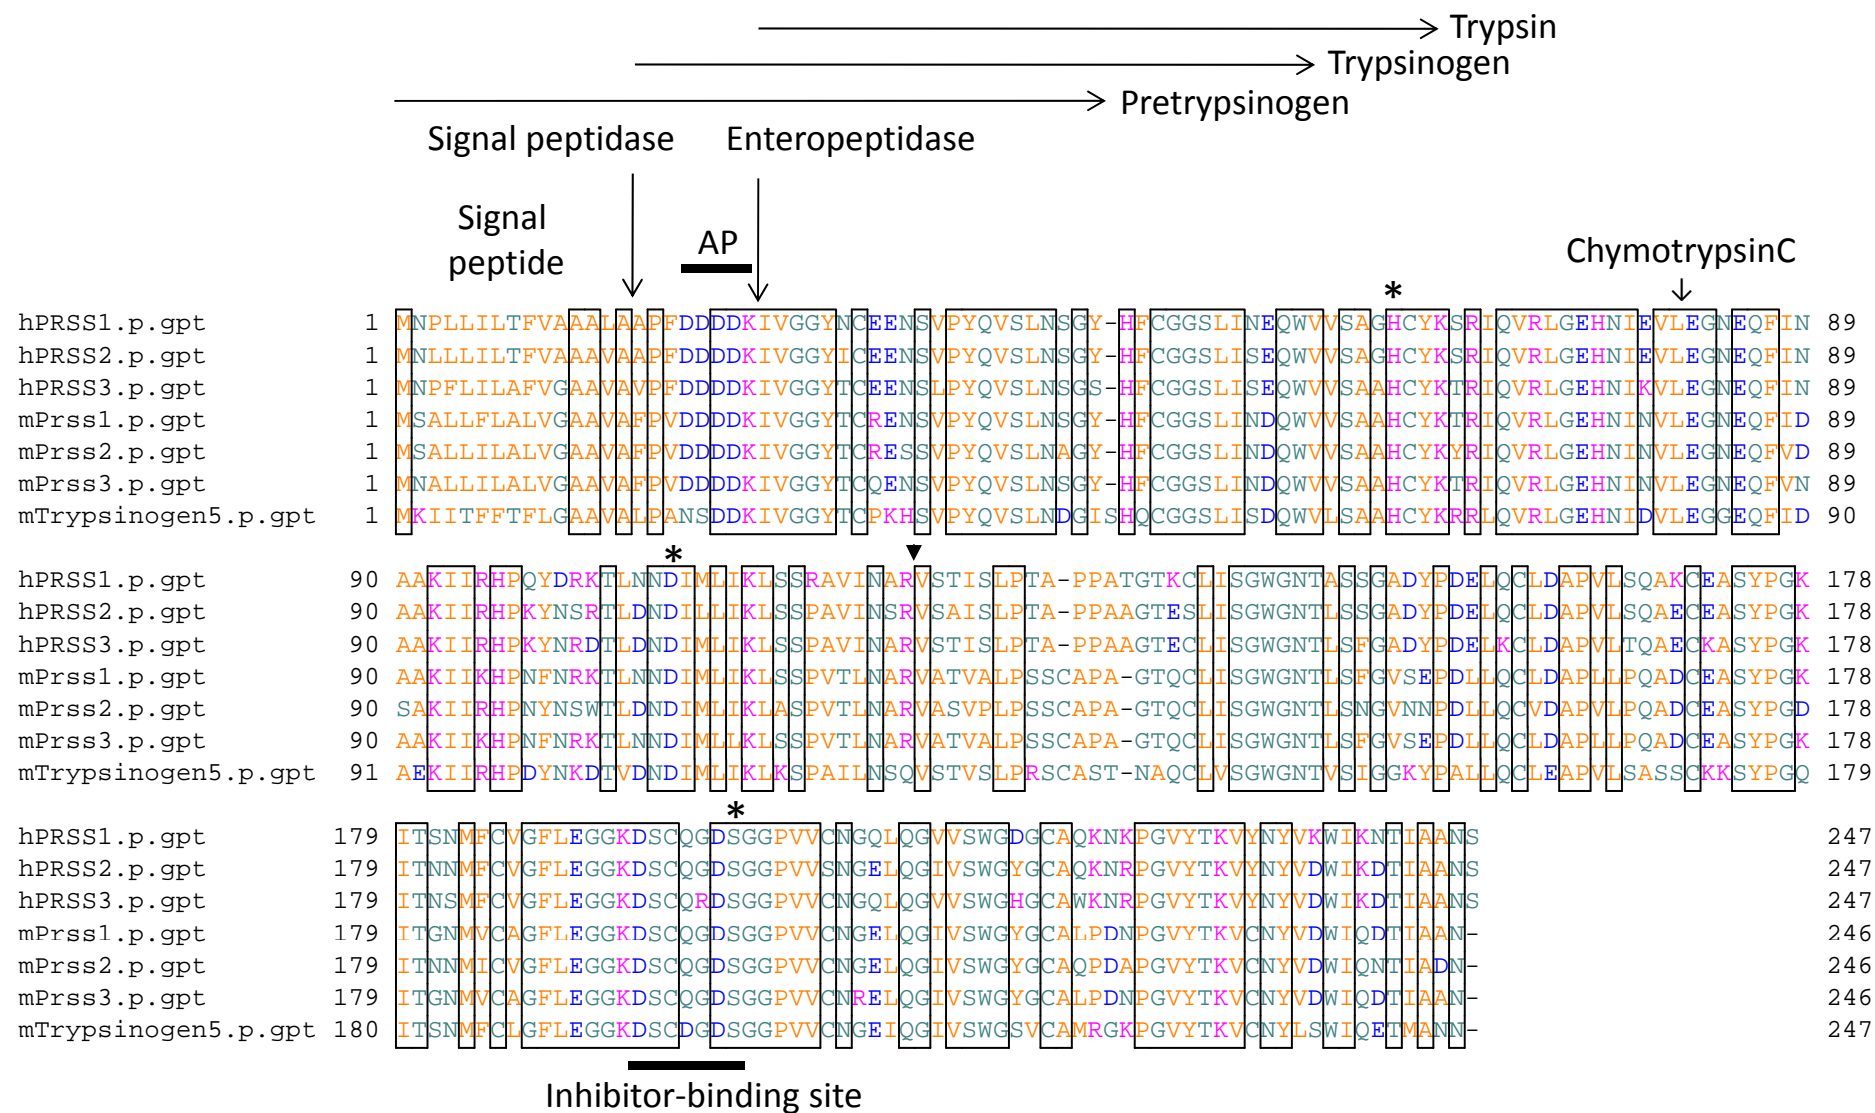 Trypsin
Trypsinogen
Pretrypsinogen
Signal peptidase Enteropeptidase
Signal peptide
AP
ChymotrypsinC
*
hPRSS1.p.gpt 1 MNPLLILTFVAAALAAPFDDDDKIVGGYNCEENSVPYQVSLNSGY-HFCGGSLINEQWVVSAGHCYKSRIQVRLGEHNIEVLEGNEQFIN 89
hPRSS2.p.gpt 1 MNLLLILTFVAAAVAAPFDDDDKIVGGYICEENSVPYQVSLNSGY-HFCGGSLISEQWVVSAGHCYKSRIQVRLGEHNIEVLEGNEQFIN 89
hPRSS3.p.gpt 1 MNPFLILAFVGAAVAVPFDDDDKIVGGYTCEENSLPYQVSLNSGS-HFCGGSLISEQWVVSAAHCYKTRIQVRLGEHNIKVLEGNEQFIN 89
mPrss1.p.gpt 1 MSALLFLALVGAAVAFPVDDDDKIVGGYTCRENSVPYQVSLNSGY-HFCGGSLINDQWVVSAAHCYKTRIQVRLGEHNINVLEGNEQFID 89
mPrss2.p.gpt 1 MSALLILALVGAAVAFPVDDDDKIVGGYTCRESSVPYQVSLNAGY-HFCGGSLINDQWVVSAAHCYKYRIQVRLGEHNINVLEGNEQFVD 89
mPrss3.p.gpt 1 MNALLILALVGAAVAFPVDDDDKIVGGYTCQENSVPYQVSLNSGY-HFCGGSLINDQWVVSAAHCYKTRIQVRLGEHNINVLEGNEQFVN 89
mTrypsinogen5.p.gpt 1 MKIITFFTFLGAAVALPANSDDKIVGGYTCPKHSVPYQVSLNDGISHQCGGSLISDQWVLSAAHCYKRRLQVRLGEHNIDVLEGGEQFID 90
*
hPRSS1.p.gpt 90 AAKIIRHPQYDRKTLNNDIMLIKLSSRAVINARVSTISLPTA-PPATGTKCLISGWGNTASSGADYPDELQCLDAPVLSQAKCEASYPGK 178
hPRSS2.p.gpt 90 AAKIIRHPKYNSRTLDNDILLIKLSSPAVINSRVSAISLPTA-PPAAGTESLISGWGNTLSSGADYPDELQCLDAPVLSQAECEASYPGK 178
hPRSS3.p.gpt 90 AAKIIRHPKYNRDTLDNDIMLIKLSSPAVINARVSTISLPTA-PPAAGTECLISGWGNTLSFGADYPDELKCLDAPVLTQAECKASYPGK 178
mPrss1.p.gpt 90 AAKIIKHPNFNRKTLNNDIMLIKLSSPVTLNARVATVALPSSCAPA-GTQCLISGWGNTLSFGVSEPDLLQCLDAPLLPQADCEASYPGK 178
mPrss2.p.gpt 90 SAKIIRHPNYNSWTLDNDIMLIKLASPVTLNARVASVPLPSSCAPA-GTQCLISGWGNTLSNGVNNPDLLQCVDAPVLPQADCEASYPGD 178
mPrss3.p.gpt 90 AAKIIKHPNFNRKTLNNDIMLLKLSSPVTLNARVATVALPSSCAPA-GTQCLISGWGNTLSFGVSEPDLLQCLDAPLLPQADCEASYPGK 178
mTrypsinogen5.p.gpt 91 AEKIIRHPDYNKDTVDNDIMLIKLKSPAILNSQVSTVSLPRSCAST-NAQCLVSGWGNTVSIGGKYPALLQCLEAPVLSASSCKKSYPGQ 179
*
hPRSS1.p.gpt 179 ITSNMFCVGFLEGGKDSCQGDSGGPVVCNGQLQGVVSWGDGCAQKNKPGVYTKVYNYVKWIKNTIAANS 247
hPRSS2.p.gpt 179 ITNNMFCVGFLEGGKDSCQGDSGGPVVSNGELQGIVSWGYGCAQKNRPGVYTKVYNYVDWIKDTIAANS 247
hPRSS3.p.gpt 179 ITNSMFCVGFLEGGKDSCQRDSGGPVVCNGQLQGVVSWGHGCAWKNRPGVYTKVYNYVDWIKDTIAANS 247
mPrss1.p.gpt 179 ITGNMVCAGFLEGGKDSCQGDSGGPVVCNGELQGIVSWGYGCALPDNPGVYTKVCNYVDWIQDTIAAN- 246
mPrss2.p.gpt 179 ITNNMICVGFLEGGKDSCQGDSGGPVVCNGELQGIVSWGYGCAQPDAPGVYTKVCNYVDWIQNTIADN- 246
mPrss3.p.gpt 179 ITGNMVCAGFLEGGKDSCQGDSGGPVVCNRELQGIVSWGYGCALPDNPGVYTKVCNYVDWIQDTIAAN- 246
mTrypsinogen5.p.gpt 180 ITSNMFCLGFLEGGKDSCDGDSGGPVVCNGEIQGIVSWGSVCAMRGKPGVYTKVCNYLSWIQETMANN- 247
Inhibitor-binding site